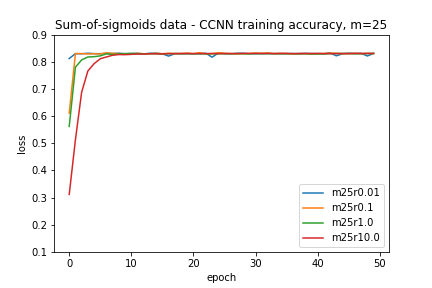 Sum-of-sigmoids data - CCNN training accuracy, m=25
0.9
0.8
0.7
0.6
0.5
0.4
0.3
0.2
0.1
loss
m25r0.01
m25r0.1
m25r1.0
m25r10.0
0 10 20 30 40 50
epoch